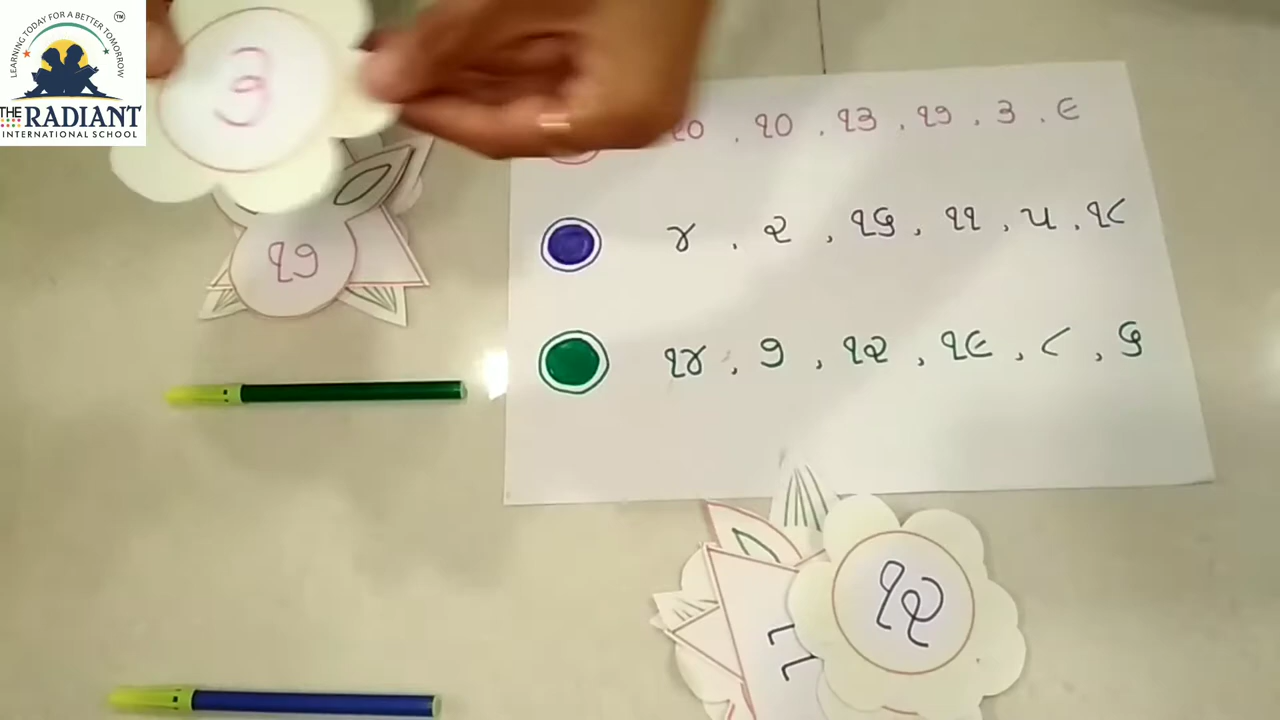 LEARNING TODAY FOR A BETTER TOMORROW
TM
THE RADIANT
INTERNATIONAL SCHOOL
૩
૨૦ , ૧૦ , ૧૩ , ૧૭ , ૩ , ૯
૪ , ૨ , ૧૬ , ૧૧ , ૫ , ૧૮
૧૭
૧૪ , ૭ , ૧૨ , ૧૯ , ૮ , ૬
૧૨